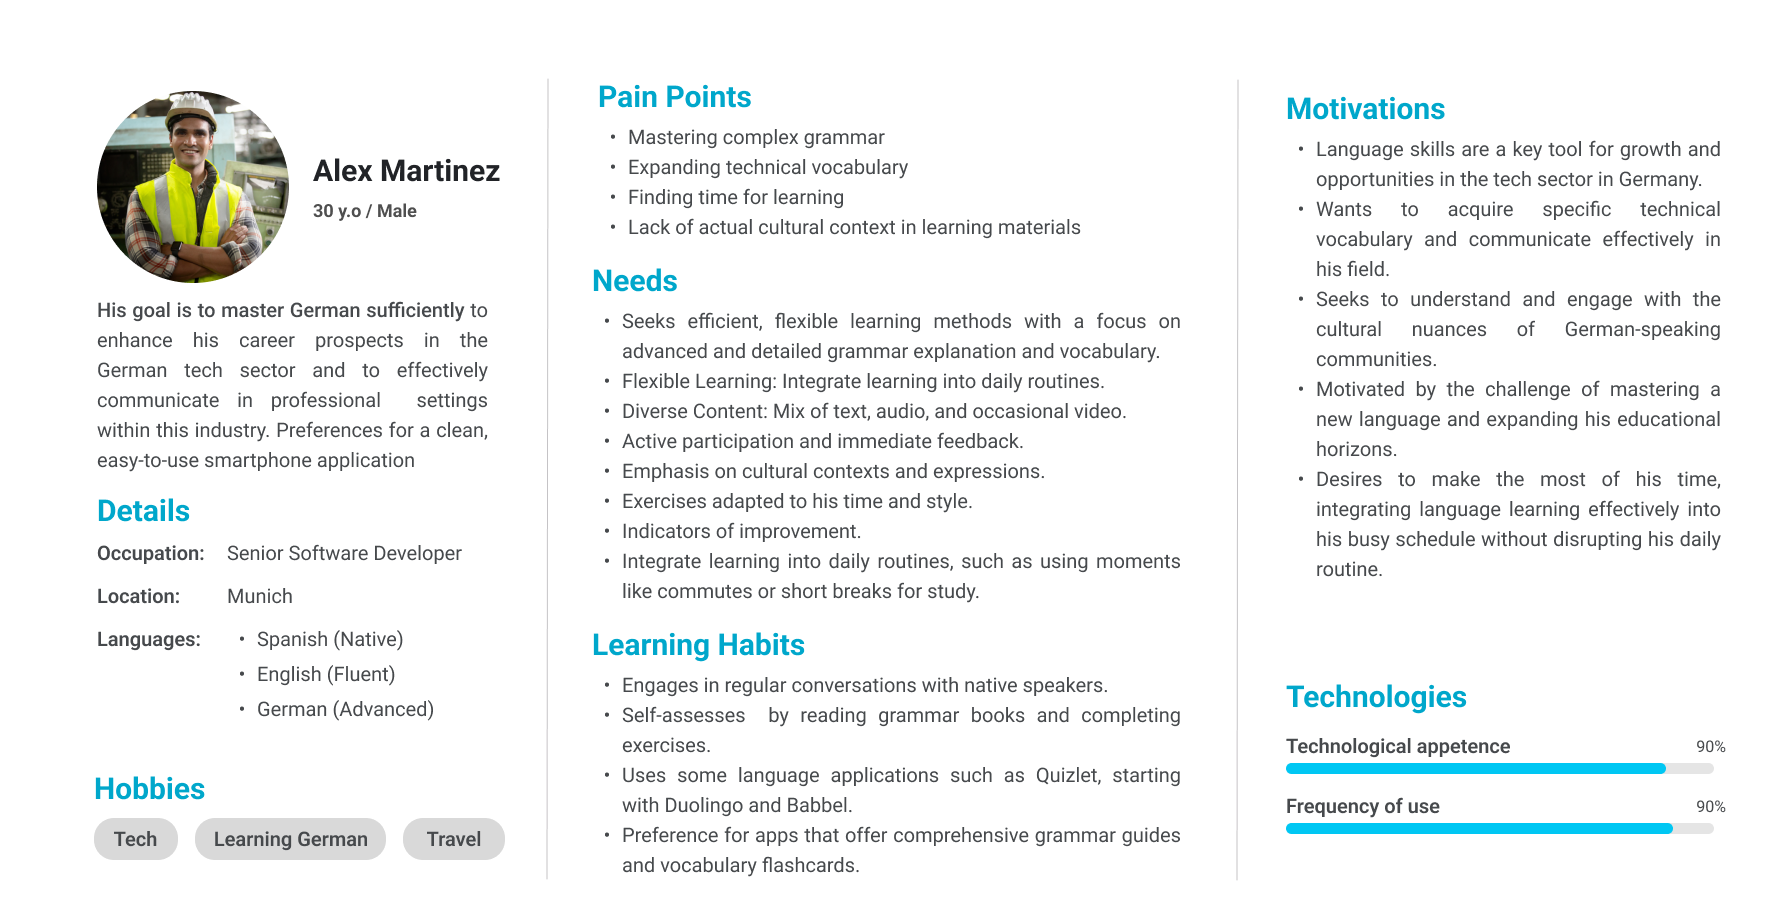 Alex Martinez
30 y.o / Male
His goal is to master German sufficiently to
enhance his career prospects in the
German tech sector and to effectively
communicate in professional settings
within this industry. Preferences for a clean,
easy-to-use smartphone application
Details
Occupation: Senior Software Developer
Location: Munich
Languages: • Spanish (Native)
• English (Fluent)
• German (Advanced)
Hobbies
Tech Learning German Travel
Pain Points
• Mastering complex grammar
• Expanding technical vocabulary
• Finding time for learning
• Lack of actual cultural context in learning materials
Needs
• Seeks efficient, flexible learning methods with a focus on
advanced and detailed grammar explanation and vocabulary.
• Flexible Learning: Integrate learning into daily routines.
• Diverse Content: Mix of text, audio, and occasional video.
• Active participation and immediate feedback.
• Emphasis on cultural contexts and expressions.
• Exercises adapted to his time and style.
• Indicators of improvement.
• Integrate learning into daily routines, such as using moments
like commutes or short breaks for study.
Learning Habits
• Engages in regular conversations with native speakers.
• Self-assesses by reading grammar books and completing
exercises.
• Uses some language applications such as Quizlet, starting
with Duolingo and Babbel.
• Preference for apps that offer comprehensive grammar guides
and vocabulary flashcards.
Motivations
• Language skills are a key tool for growth and
opportunities in the tech sector in Germany.
• Wants to acquire specific technical
vocabulary and communicate effectively in
his field.
• Seeks to understand and engage with the
cultural nuances of German-speaking
communities.
• Motivated by the challenge of mastering a
new language and expanding his educational
horizons.
• Desires to make the most of his time,
integrating language learning effectively into
his busy schedule without disrupting his daily
routine.
Technologies
Technological appetence 90%
Frequency of use 90%